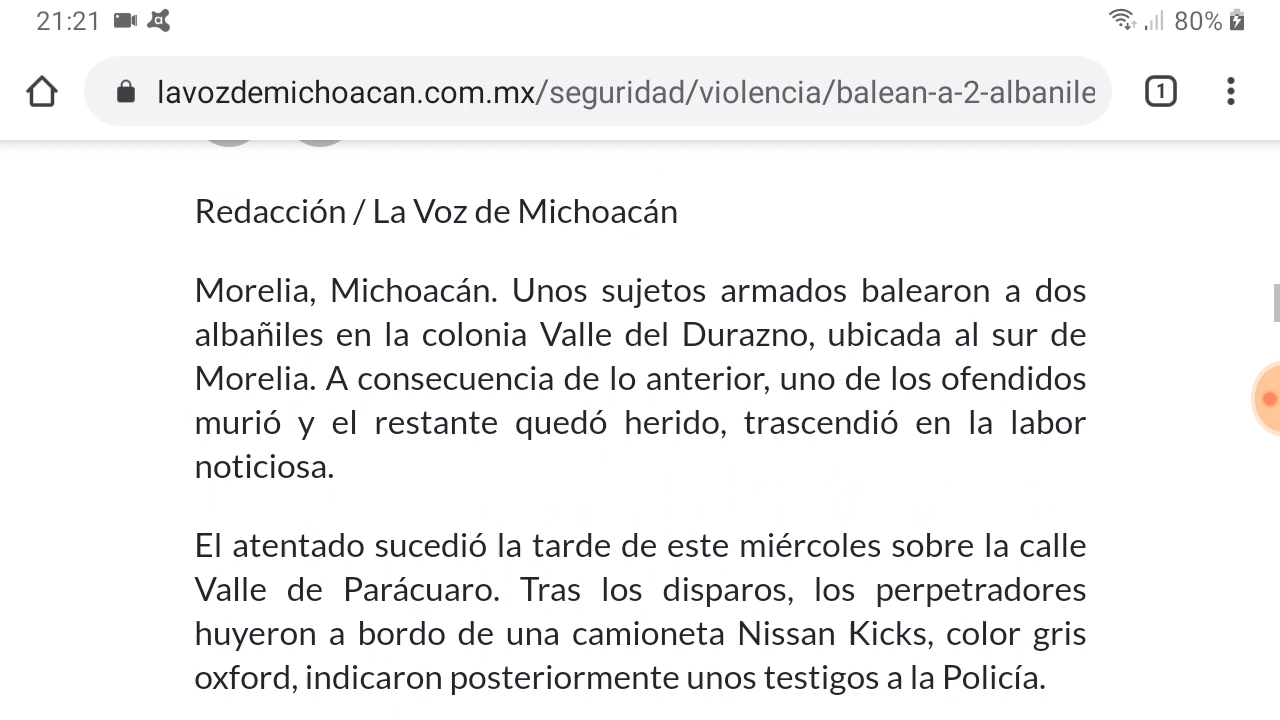 21:21
80%
lavozdemichoacan.com.mx/seguridad/violencia/balean-a-2-albanile
1
Redacción / La Voz de Michoacán
Morelia, Michoacán. Unos sujetos armados balearon a dos
albañiles en la colonia Valle del Durazno, ubicada al sur de
Morelia. A consecuencia de lo anterior, uno de los ofendidos
murió y el restante quedó herido, trascendió en la labor
noticiosa.
El atentado sucedió la tarde de este miércoles sobre la calle
Valle de Parácuaro. Tras los disparos, los perpetradores
huyeron a bordo de una camioneta Nissan Kicks, color gris
oxford, indicaron posteriormente unos testigos a la Policía.